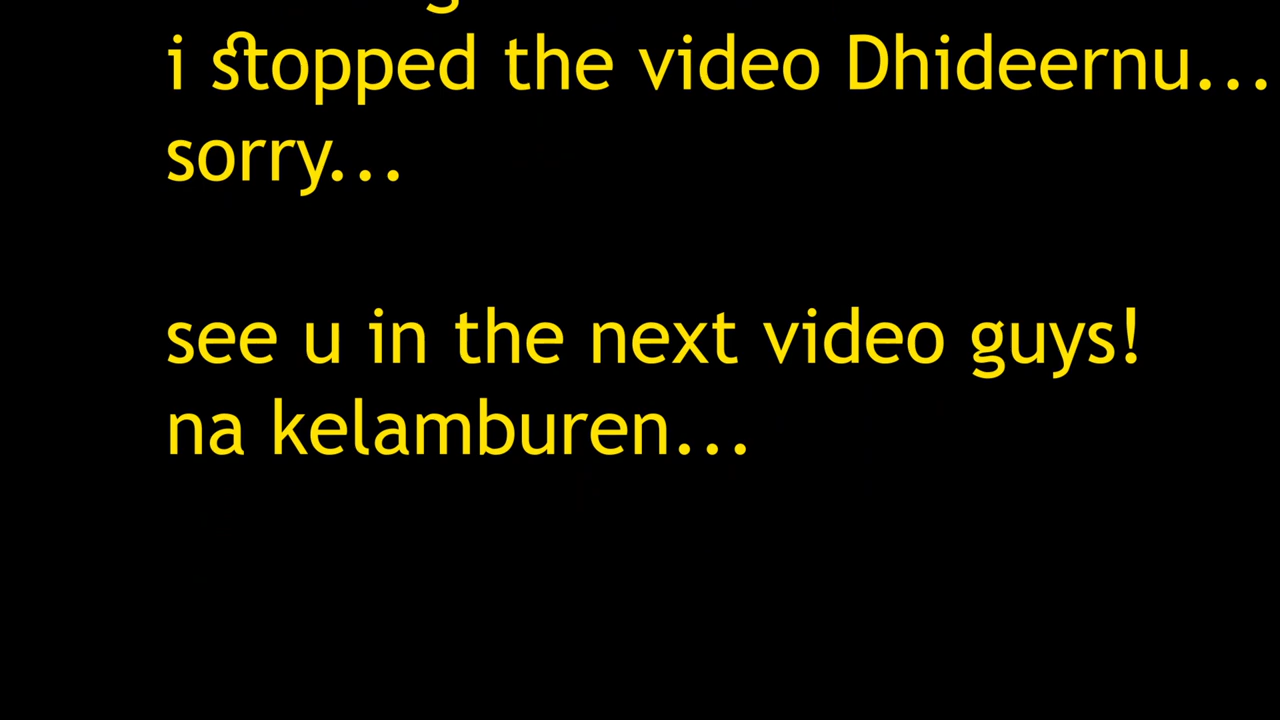 i stopped the video Dhideernu...
sorry...
see u in the next video guys!
na kelamburen...